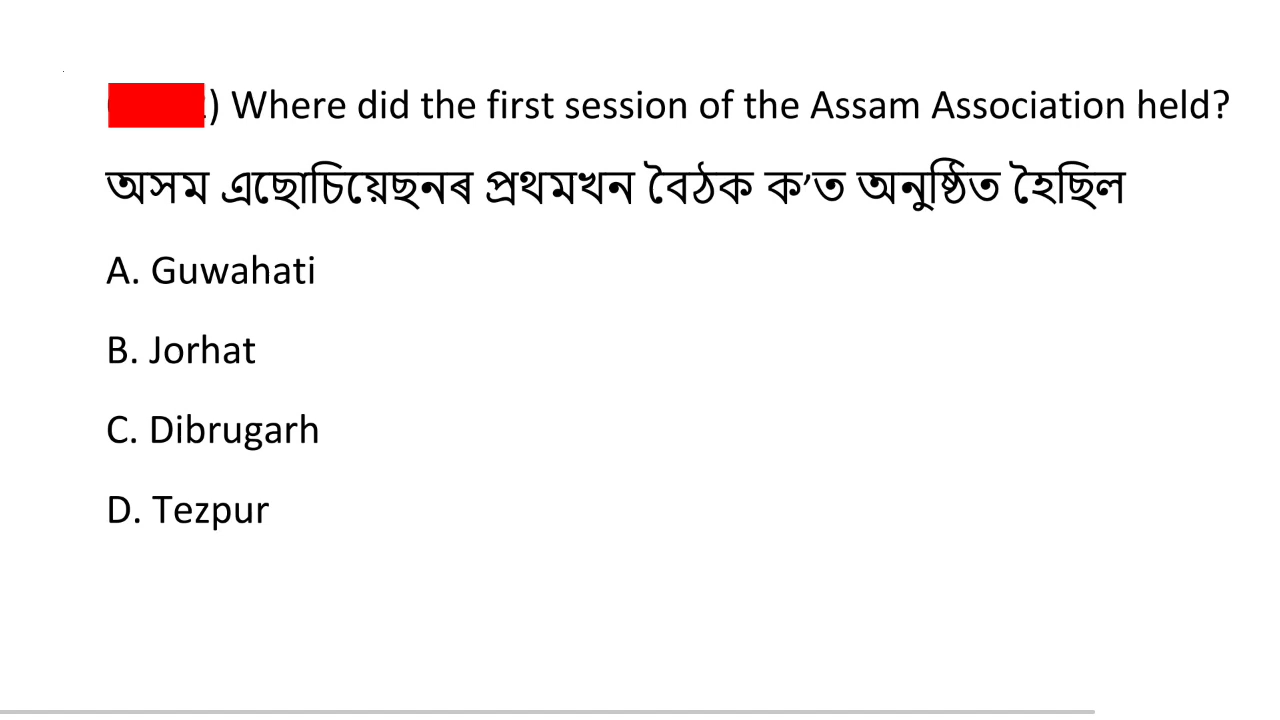 ) Where did the first session of the Assam Association held?
অসম এছোচিয়েছনৰ প্ৰথমখন বৈঠক ক’ত অনুষ্ঠিত হৈছিল
A. Guwahati
B. Jorhat
C. Dibrugarh
D. Tezpur